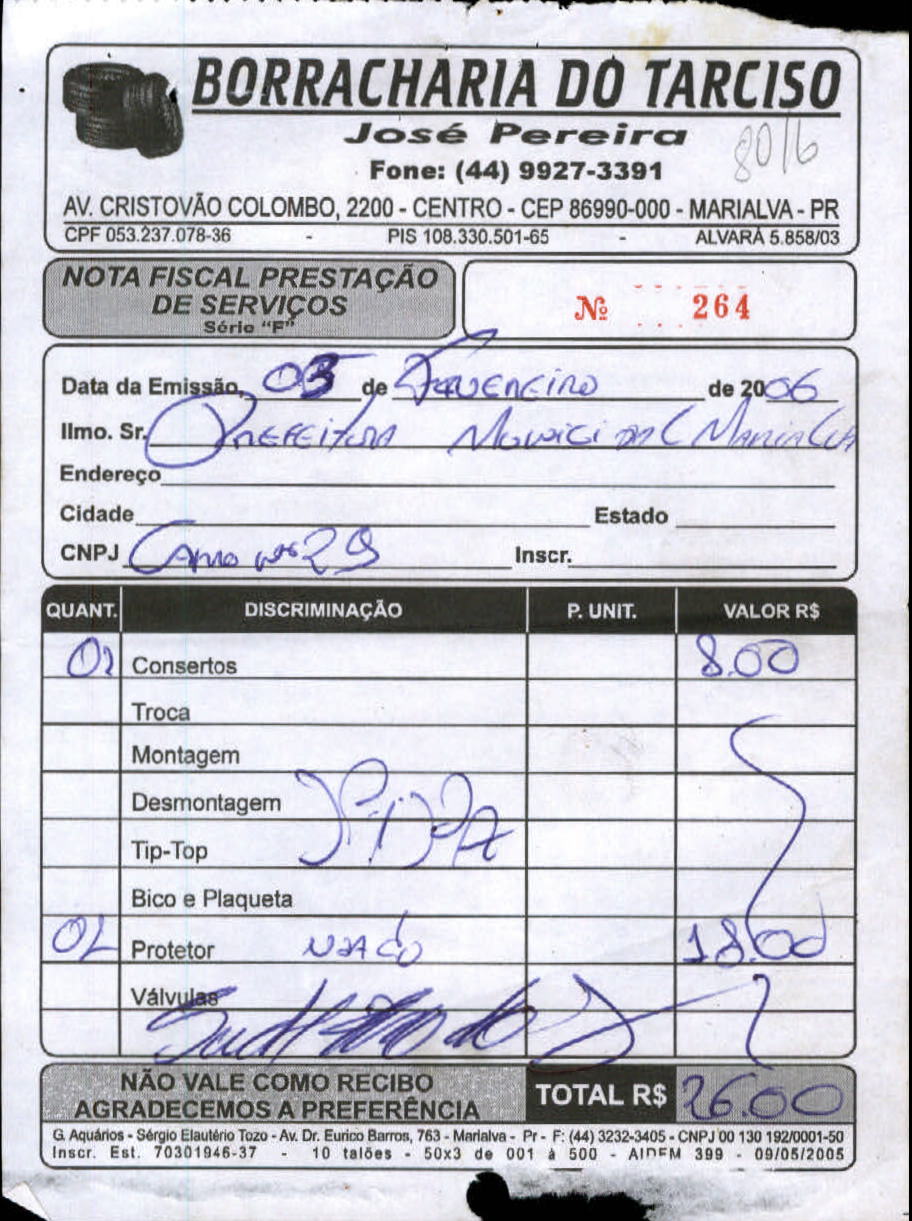 BORRACHARIA DO TARCISO
José Pereira
8016
Fone: (44) 9927-3391
AV. CRISTOVÃO COLOMBO, 2200 - CENTRO - CEP 86990-000 - MARIALVA - PR
CPF 053.237.078-36 - PIS 108.330.501-65 - ALVARÁ 5.858/03
NOTA FISCAL PRESTAÇÃO
DE SERVIÇOS
Série "F"
Nº 264
Data da Emissão, 03 de Fevereiro de 2006
Ilmo. Sr. Prefeitura Municipal Marialva
Endereço
Cidade Estado
CNPJ 29 Inscr.
QUANT. DISCRIMINAÇÃO P. UNIT. VALOR R$
01 Consertos 8.00
Troca
Montagem
Desmontagem
Tip-Top
Bico e Plaqueta
Protetor usado 18.00
Válvulas
NÃO VALE COMO RECIBO
AGRADECEMOS A PREFERÊNCIA
TOTAL R$ 26.00
G. Aquários - Sérgio Elautério Tozo - Av. Dr. Eurico Barros, 763 - Marialva - Pr - F: (44) 3232-3405 - CNPJ 00 130 192/0001-50
Inscr. Est. 70301946-37 - 10 talões - 50x3 de 001 à 500 - AIDFM 399 - 09/05/2005